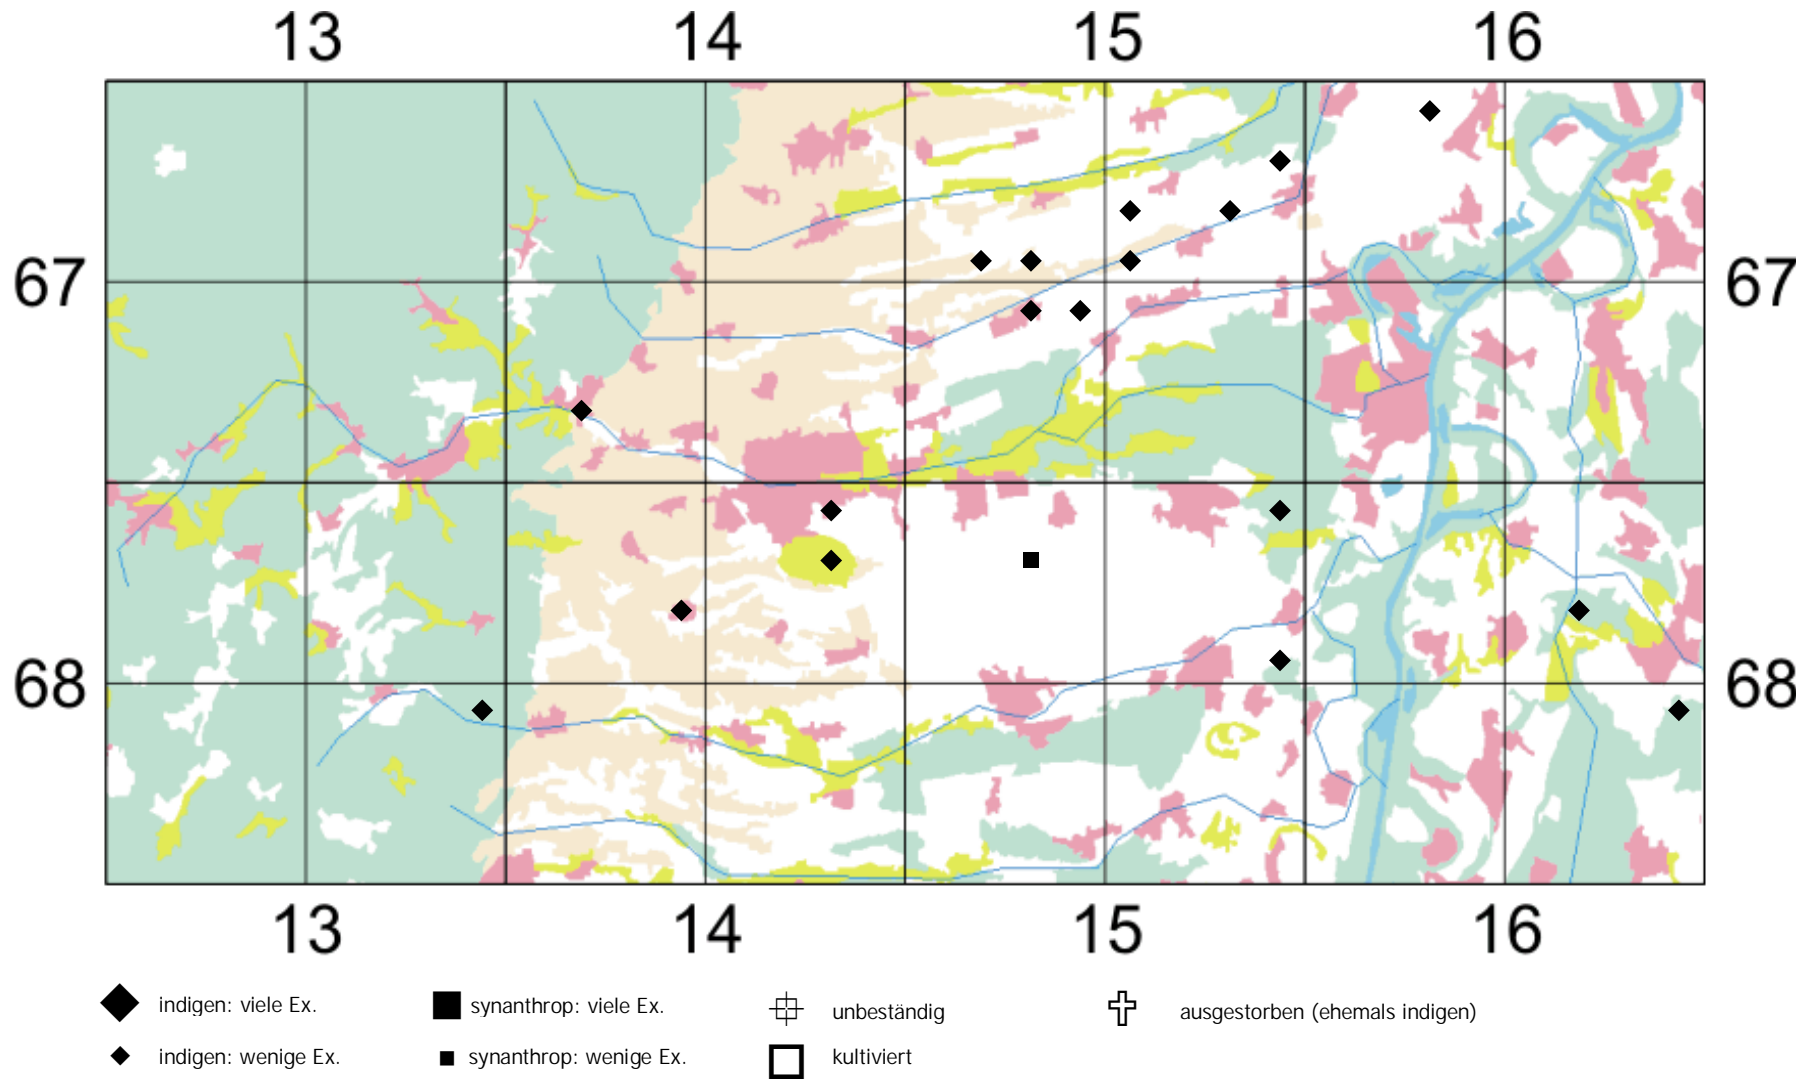 13 14 15 16
67 67
68 68
13 14 15 16
indigen: viele Ex. synanthrop: viele Ex. unbeständig ausgestorben (ehemals indigen)
indigen: wenige Ex. synanthrop: wenige Ex. kultiviert